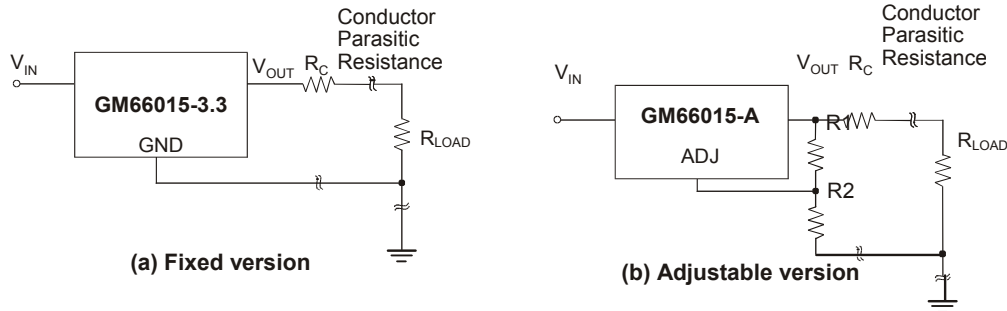 Conductor
Parasitic
Resistance
V_IN
V_OUT R_C
GM66015-3.3
GND
R_LOAD
(a) Fixed version
Conductor
Parasitic
Resistance
V_IN
V_OUT R_C
GM66015-A
ADJ
R1
R2
R_LOAD
(b) Adjustable version